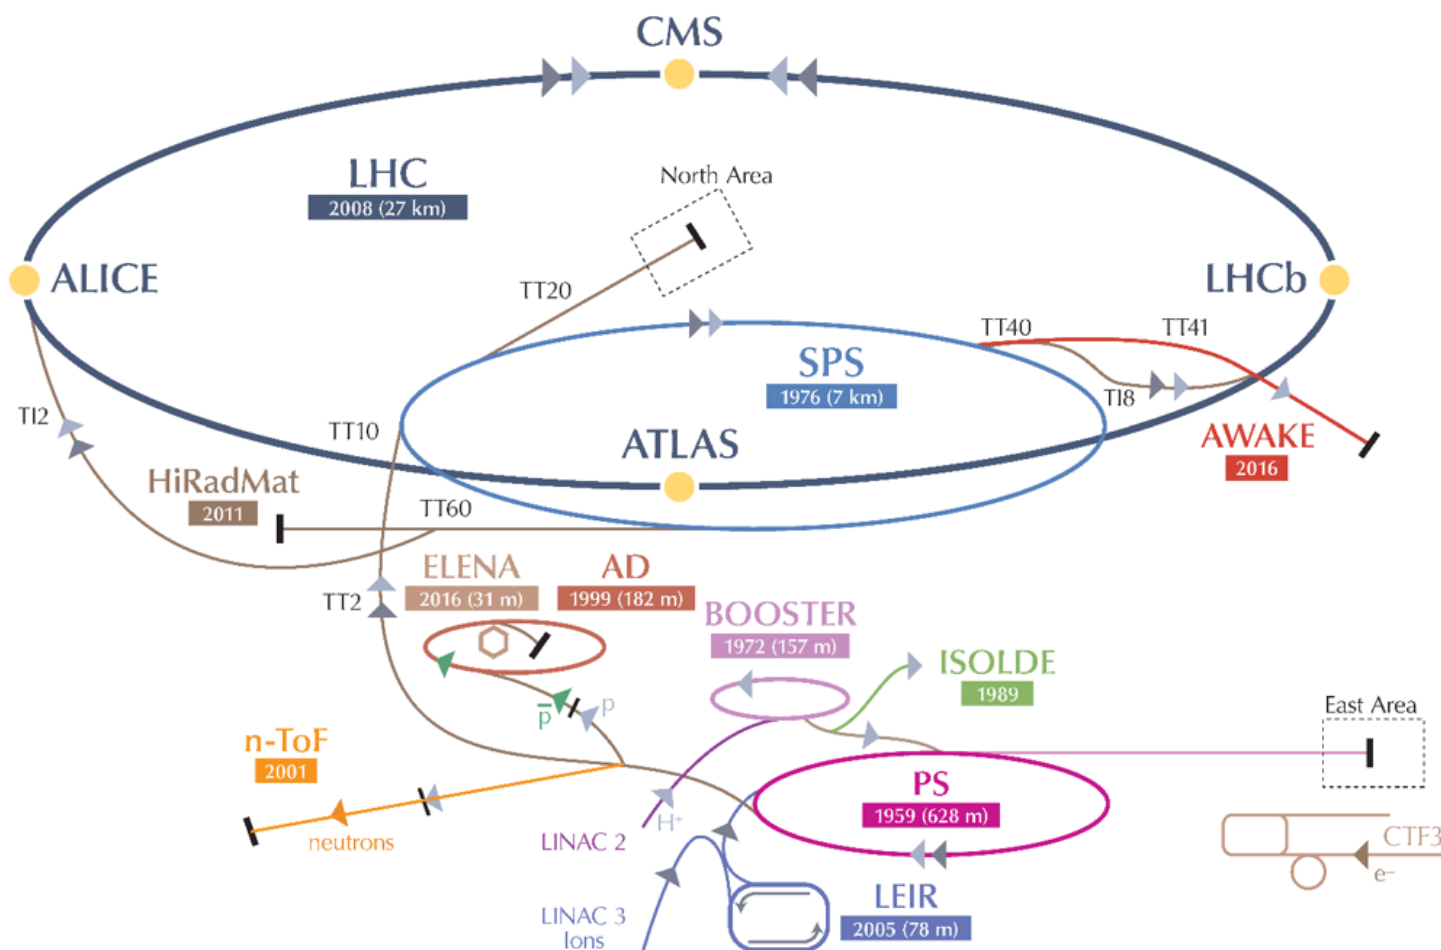 CMS
LHC
2008 (27 km)
North Area
ALICE
LHCb
TT20
TT40
TT41
SPS
1976 (7 km)
TI8
TI2
TT10
ATLAS
AWAKE
2016
HiRadMat
2011
TT60
ELENA
2016 (31 m)
AD
1999 (182 m)
TT2
BOOSTER
1972 (157 m)
ISOLDE
1989
p̅
p
East Area
n-ToF
2001
PS
1959 (628 m)
neutrons
LINAC 2
H⁺
CTF3
e⁻
LEIR
2005 (78 m)
LINAC 3
Ions